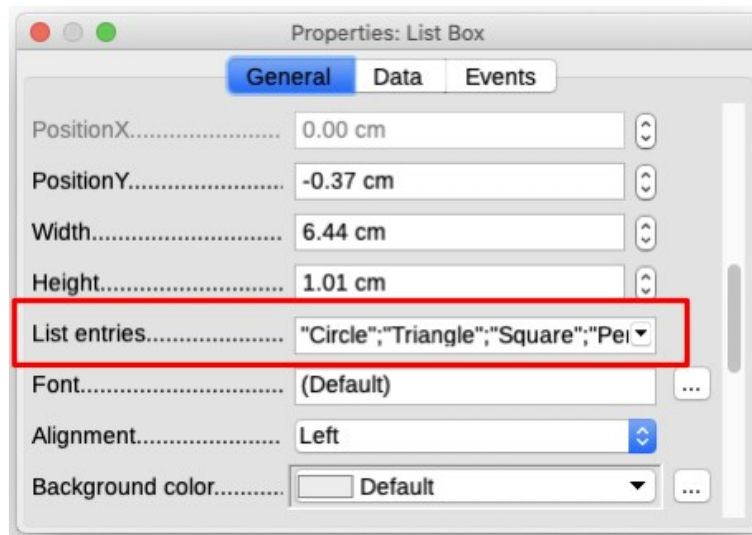 Properties: List Box
General Data Events
PositionX...................... 0.00 cm
PositionY....................... -0.37 cm
Width............................ 6.44 cm
Height........................... 1.01 cm
List entries..................... "Circle";"Triangle";"Square";"Per
Font.............................. (Default) ...
Alignment...................... Left
Background color........... Default ...